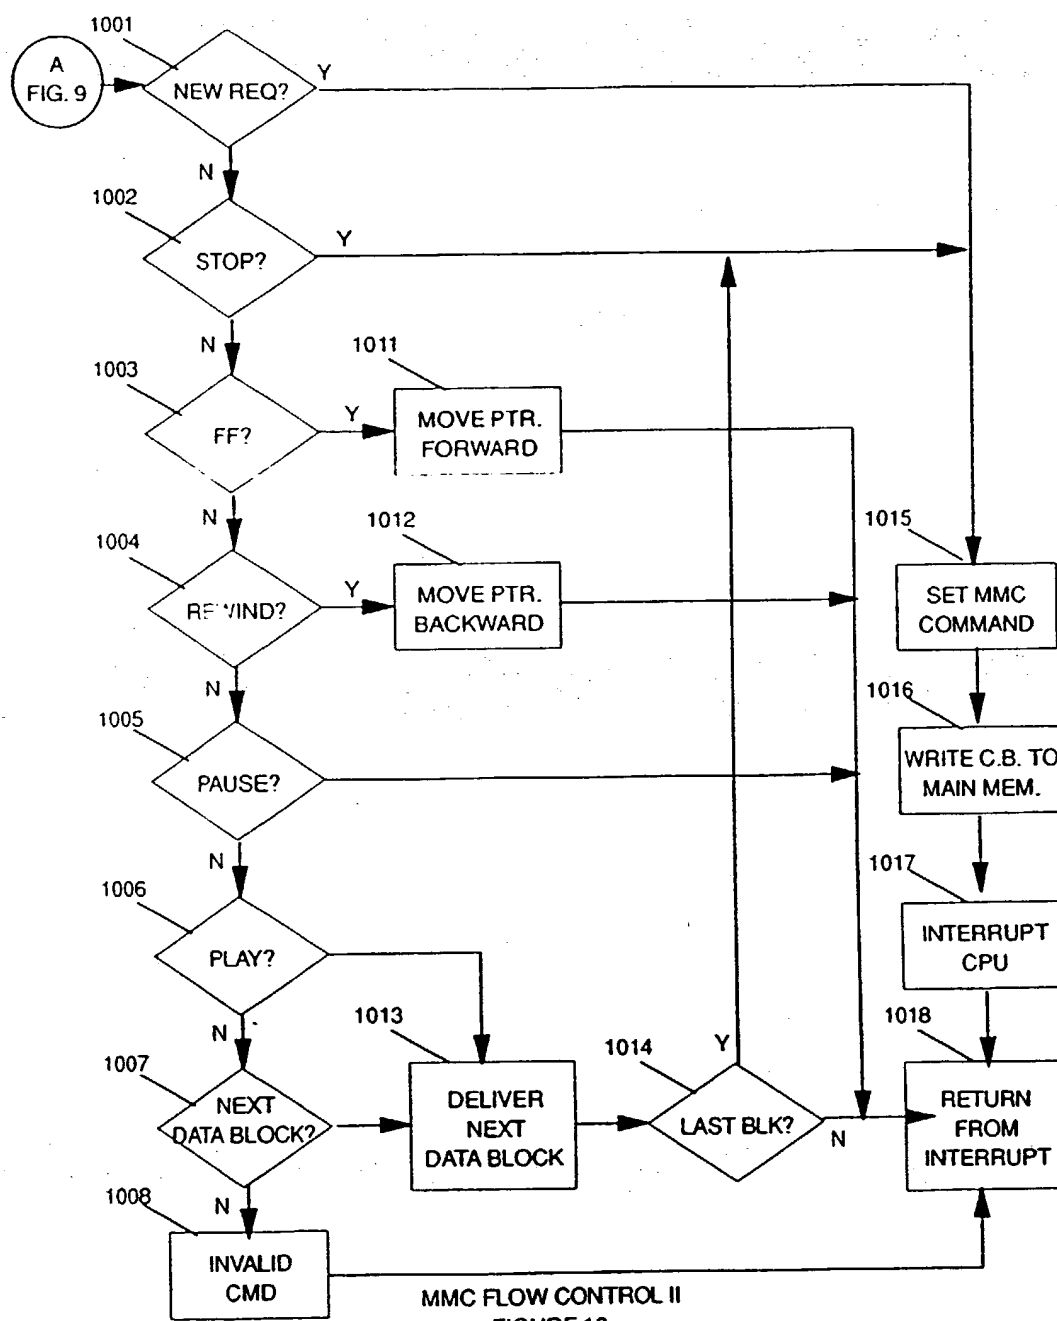 1001
A
FIG. 9
NEW REQ?
Y
N
1002
STOP?
Y
N
1003
FF?
Y
1011
MOVE PTR.
FORWARD
N
1004
REWIND?
Y
1012
MOVE PTR.
BACKWARD
1015
SET MMC
COMMAND
N
1005
PAUSE?
1016
WRITE C.B. TO
MAIN MEM.
N
1006
PLAY?
1017
INTERRUPT
CPU
N
1007
NEXT
DATA BLOCK?
1013
DELIVER
NEXT
DATA BLOCK
1014
Y
LAST BLK?
N
1018
RETURN
FROM
INTERRUPT
N
1008
INVALID
CMD
MMC FLOW CONTROL II